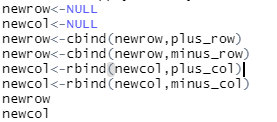 newrow<-NULL
newcol<-NULL
newrow<-cbind(newrow,plus_row)
newrow<-cbind(newrow,minus_row)
newcol<-rbind(newcol,plus_col)
newcol<-rbind(newcol,minus_col)
newrow
newcol